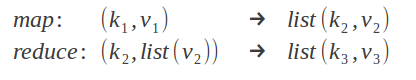 map: (k₁,v₁) → list(k₂,v₂)
reduce: (k₂,list(v₂)) → list(k₃,v₃)